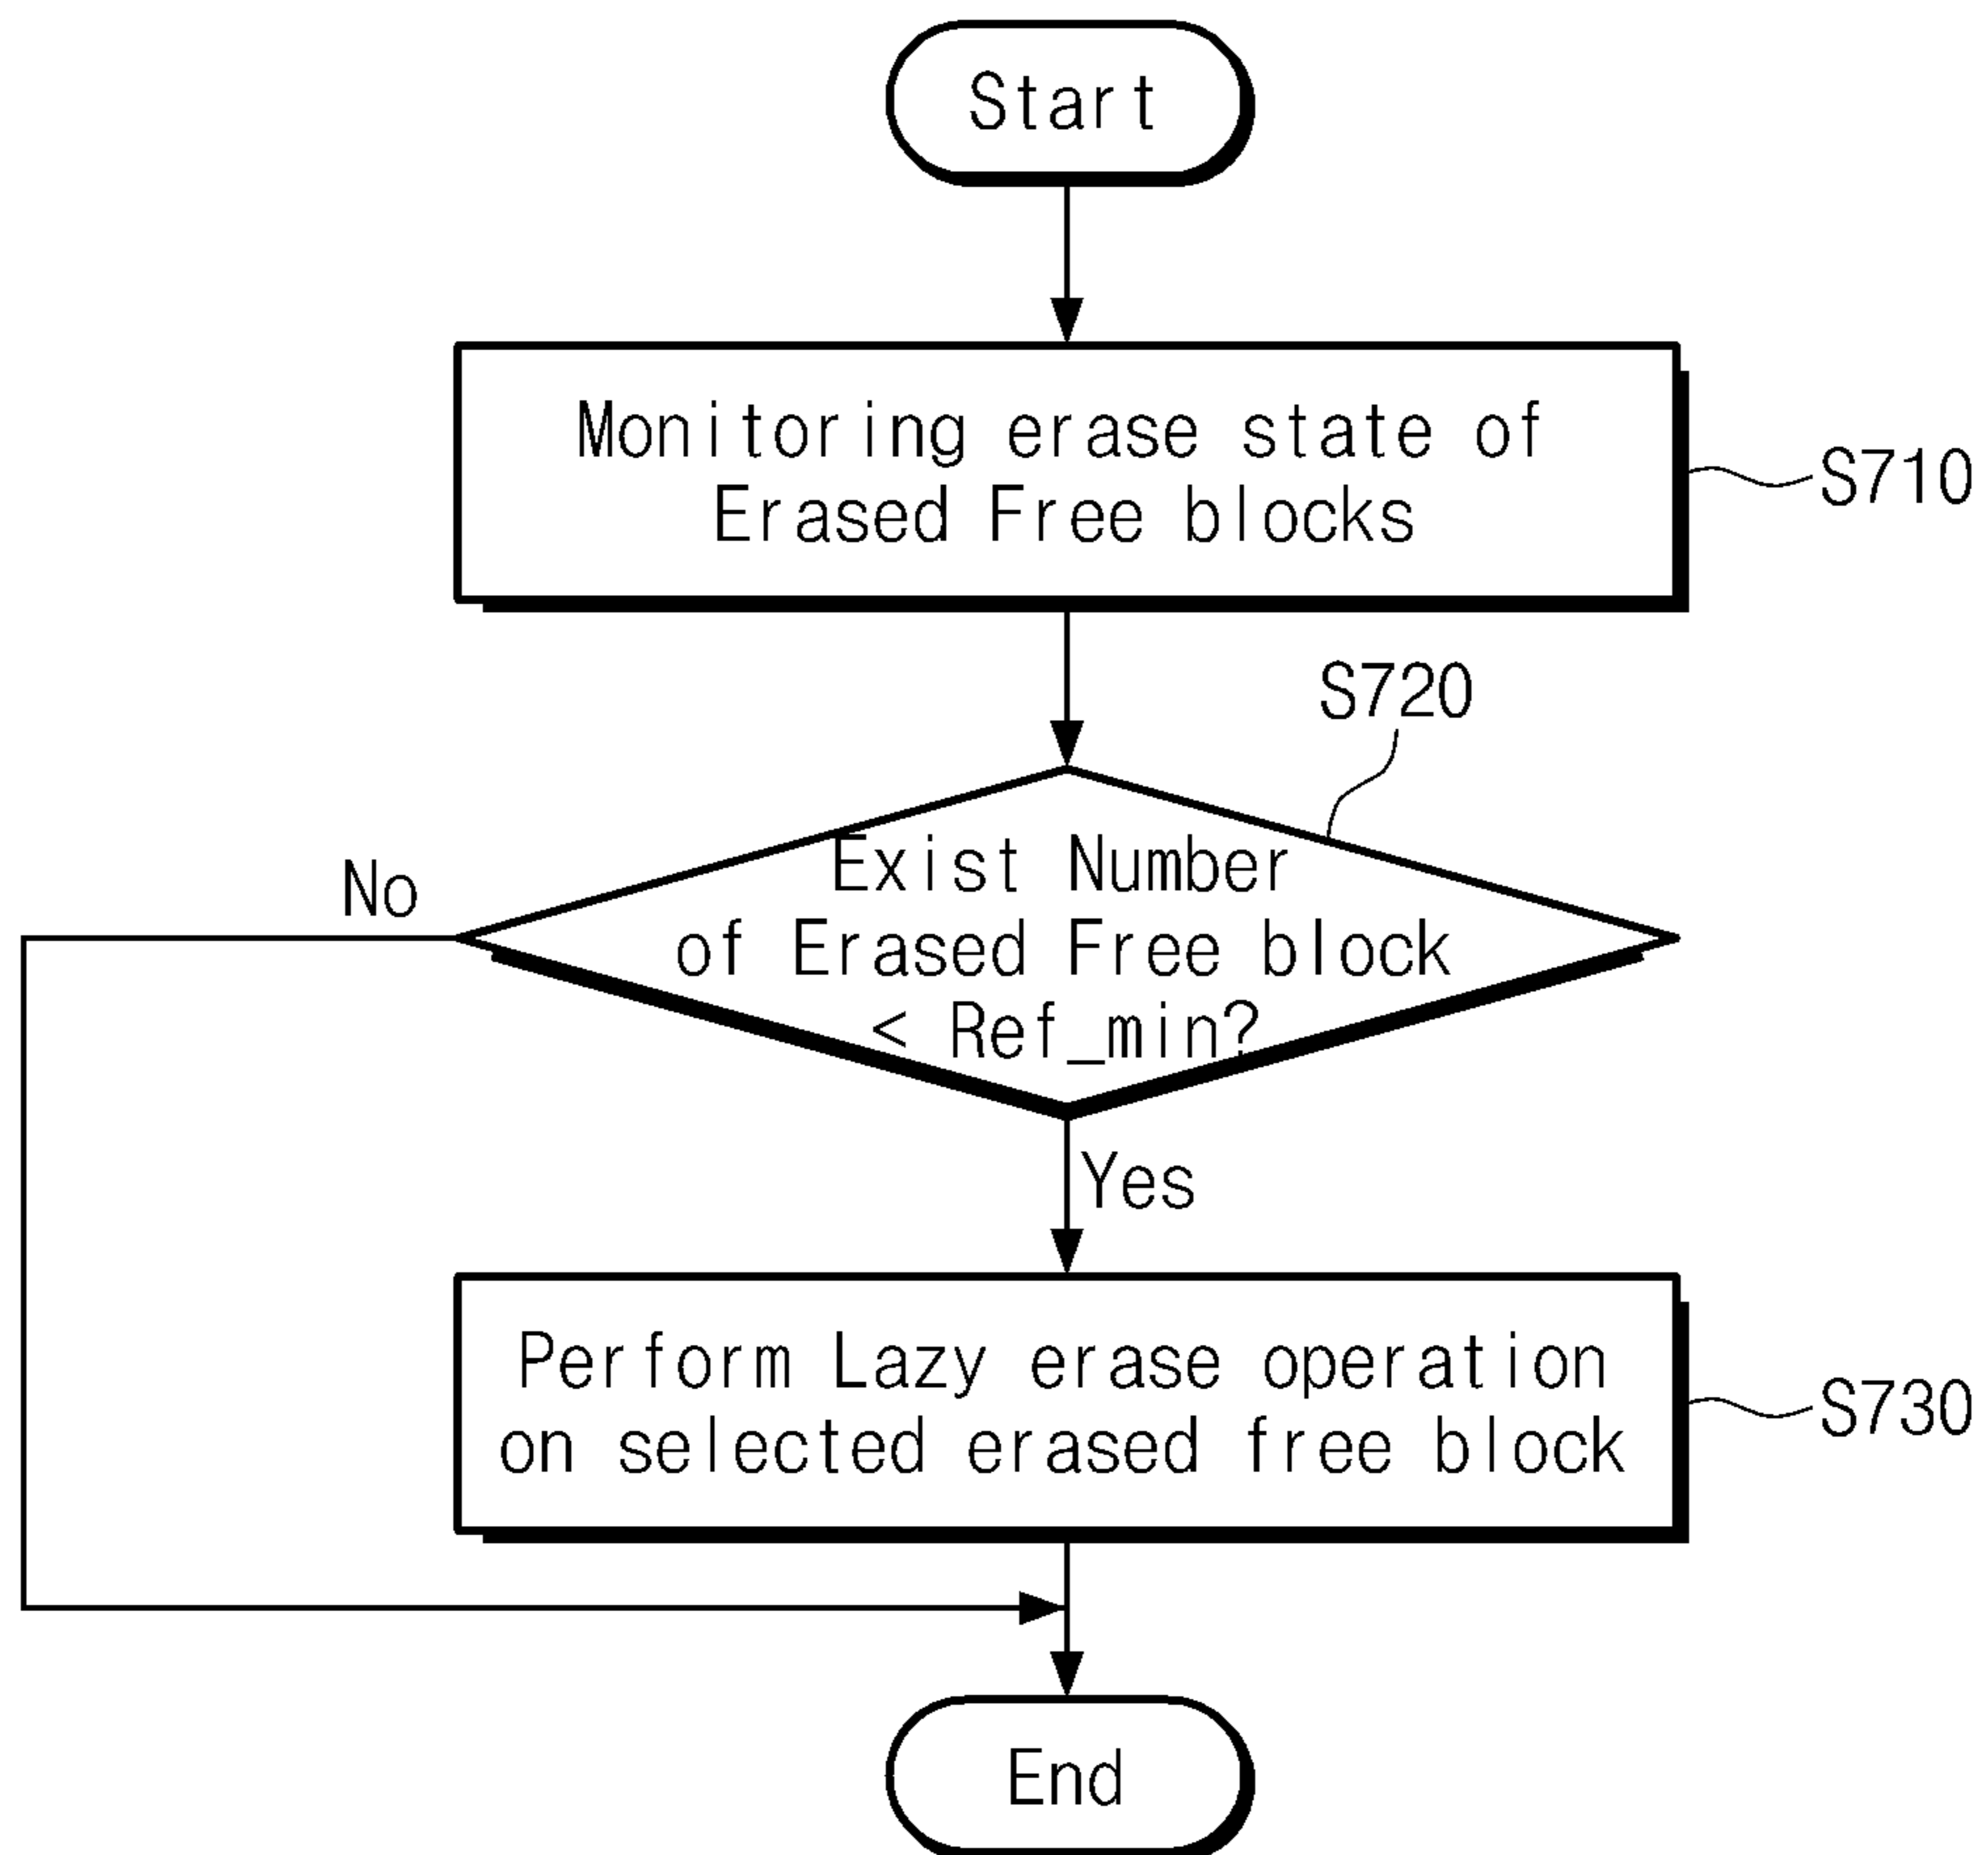 Start
Monitoring erase state of
Erased Free blocks
S710
S720
Exist Number
of Erased Free block
< Ref_min?
No
Yes
Perform Lazy erase operation
on selected erased free block
S730
End